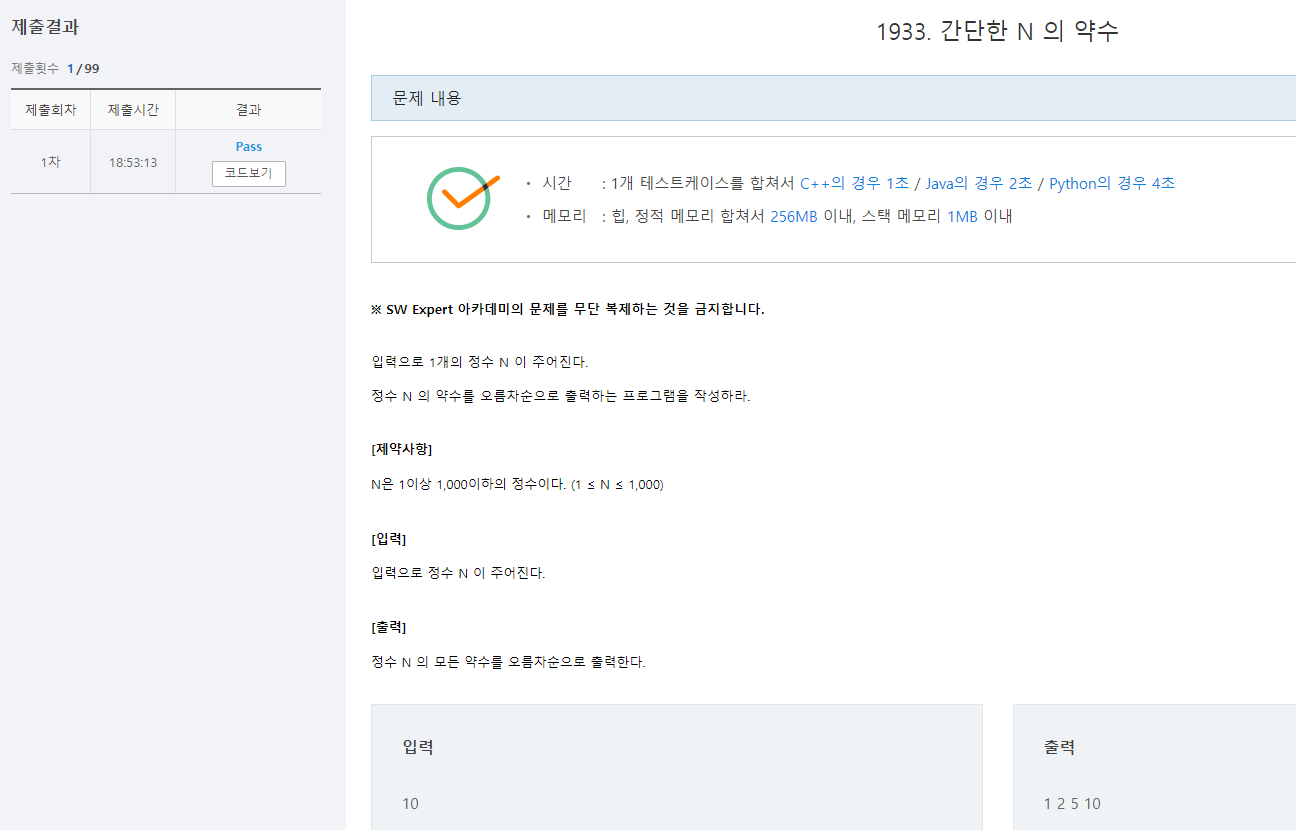 제출결과
제출횟수 1 / 99
제출회차 제출시간 결과
1차 18:53:13 Pass
코드보기
1933. 간단한 N 의 약수
문제 내용
· 시간 : 1개 테스트케이스를 합쳐서 C++의 경우 1초 / Java의 경우 2초 / Python의 경우 4초
· 메모리 : 힙, 정적 메모리 합쳐서 256MB 이내, 스택 메모리 1MB 이내
※ SW Expert 아카데미의 문제를 무단 복제하는 것을 금지합니다.
입력으로 1개의 정수 N 이 주어진다.
정수 N 의 약수를 오름차순으로 출력하는 프로그램을 작성하라.
[제약사항]
N은 1이상 1,000이하의 정수이다. (1 ≤ N ≤ 1,000)
[입력]
입력으로 정수 N 이 주어진다.
[출력]
정수 N 의 모든 약수를 오름차순으로 출력한다.
입력
10
출력
1 2 5 10